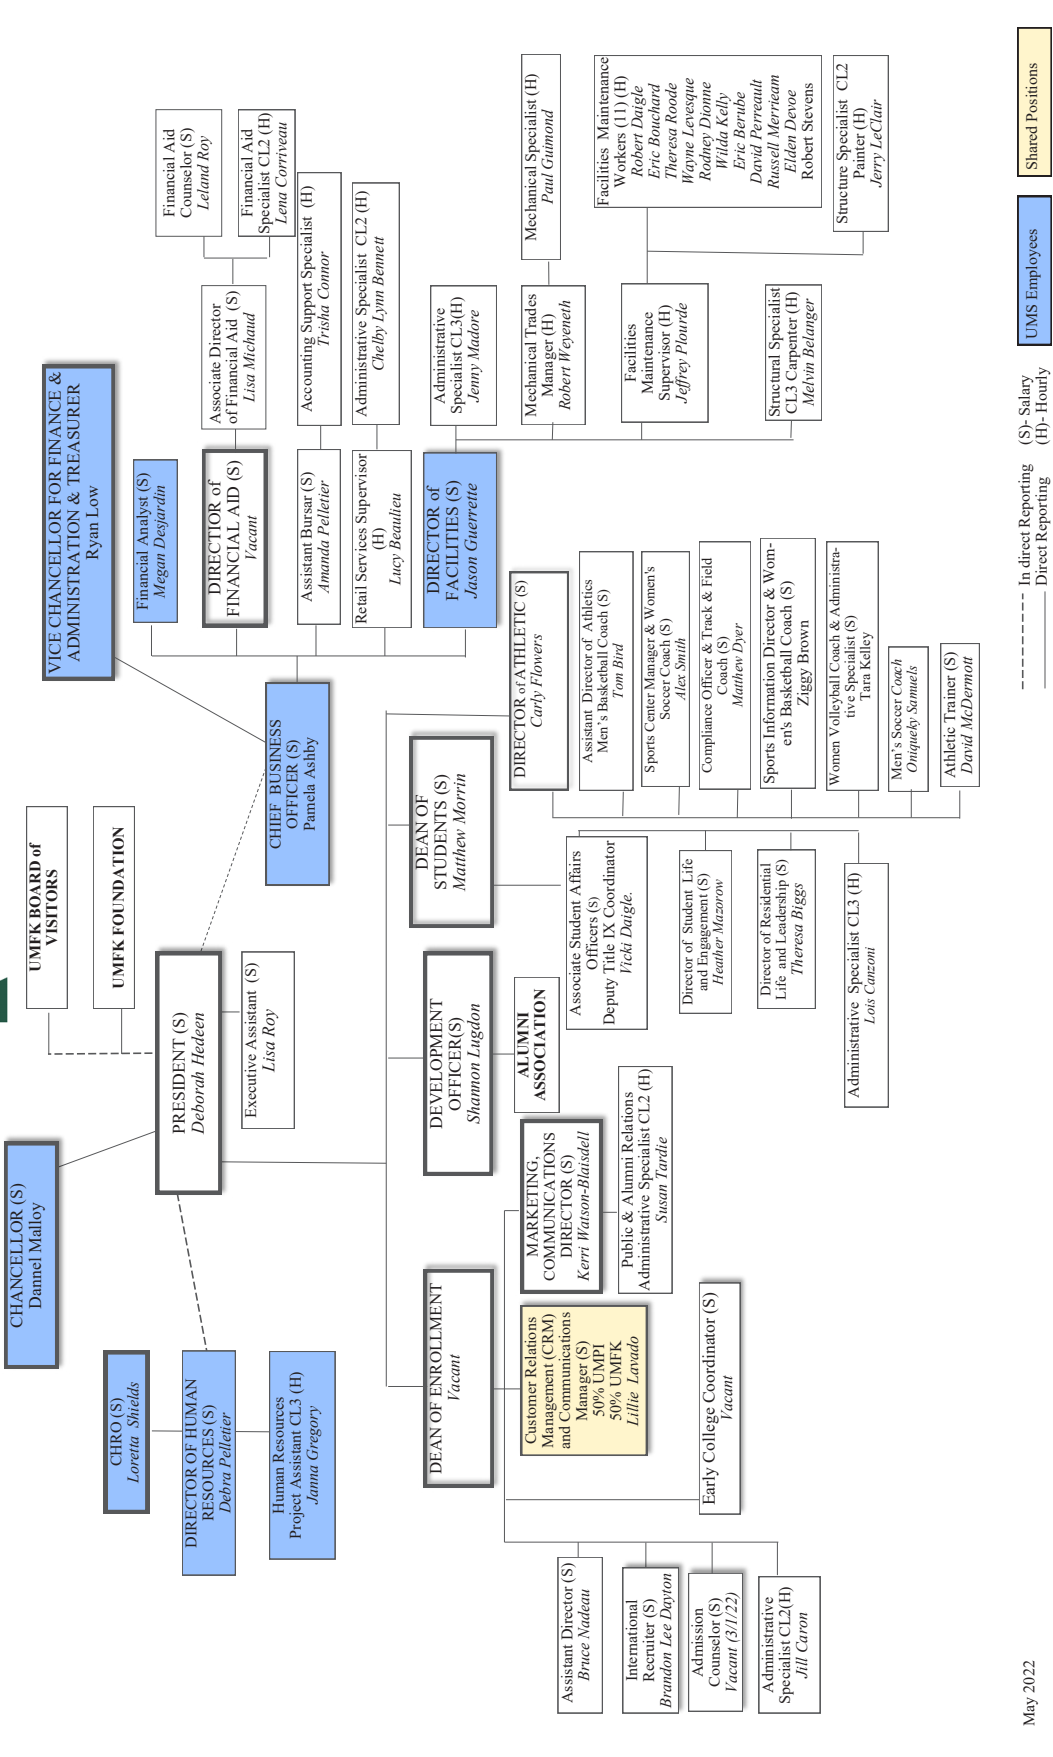 CHANCELLOR (S)
Dannel Malloy
UMFK BOARD of
VISITORS
UMFK FOUNDATION
VICE CHANCELLOR FOR FINANCE &
ADMINISTRATION & TREASURER
Ryan Low
CHRO (S)
Loretta Shields
DIRECTOR OF HUMAN
RESOURCES (S)
Debra Pelletier
Human Resources
Project Assistant CL3 (H)
Janna Gregory
PRESIDENT (S)
Deborah Hedeen
Executive Assistant (S)
Lisa Roy
CHIEF BUSINESS
OFFICER (S)
Pamela Ashby
Financial Analyst (S)
Megan Desjardin
DIRECTIOR of
FINANCIAL AID (S)
Vacant
Associate Director
of Financial Aid (S)
Lisa Michaud
Financial Aid
Counselor (S)
Leland Roy
Financial Aid
Specialist CL2 (H)
Lena Corriveau
Assistant Bursar (S)
Amanda Pelletier
Accounting Support Specialist (H)
Trisha Connor
Retail Services Supervisor
(H)
Lucy Beaulieu
Administrative Specialist CL2 (H)
Chelby Lynn Bennett
DIRECTOR of
FACILITIES (S)
Jason Guerrette
Administrative
Specialist CL3(H)
Jenny Madore
Mechanical Trades
Manager (H)
Robert Weyeneth
Mechanical Specialist (H)
Paul Guimond
Facilities
Maintenance
Supervisor (H)
Jeffrey Plourde
Facilities Maintenance
Workers (11) (H)
Robert Daigle
Eric Bouchard
Theresa Roode
Wayne Levesque
Rodney Dionne
Wilda Kelly
Eric Berube
David Perreault
Russell Merrieam
Elden Devoe
Robert Stevens
Structure Specialist CL2
Painter (H)
Jerry LeClair
Structural Specialist
CL3 Carpenter (H)
Melvin Belanger
DEAN OF ENROLLMENT
Vacant
DEVELOPMENT
OFFICER(S)
Shannon Lugdon
ALUMNI
ASSOCIATION
DEAN OF
STUDENTS (S)
Matthew Morrin
DIRECTOR of ATHLETIC (S)
Carly Flowers
Assistant Director of Athletics
Men's Basketball Coach (S)
Tom Bird
Sports Center Manager & Women's
Soccer Coach (S)
Alex Smith
Compliance Officer & Track & Field
Coach (S)
Matthew Dyer
Sports Information Director & Wom-
en's Basketball Coach (S)
Ziggy Brown
Women Volleyball Coach & Administra-
tive Specialist (S)
Tara Kelley
Men's Soccer Coach
Oniqueky Samuels
Athletic Trainer (S)
David McDermott
Associate Student Affairs
Officers (s)
Deputy Title IX Coordinator
Vicki Daigle.
Director of Student Life
and Engagement (S)
Heather Mazorow
Director of Residential
Life and Leadership (S)
Theresa Biggs
Administrative Specialist CL3 (H)
Lois Canzoni
MARKETING,
COMMUNICATIONS
DIRECTOR (S)
Kerri Watson-Blaisdell
Public & Alumni Relations
Administrative Specialist CL2 (H)
Susan Tardie
Customer Relations
Management (CRM)
and Communications
Manager (S)
50% UMPI
50% UMFK
Lillie Lavado
Early College Coordinator (S)
Vacant
Assistant Director (S)
Bruce Nadeau
International
Recruiter (S)
Brandon Lee Dayton
Admission
Counselor (S)
Vacant (3/1/22)
Administrative
Specialist CL2(H)
Jill Caron
May 2022
In direct Reporting
Direct Reporting
(S)- Salary
(H)- Hourly
UMS Employees
Shared Positions